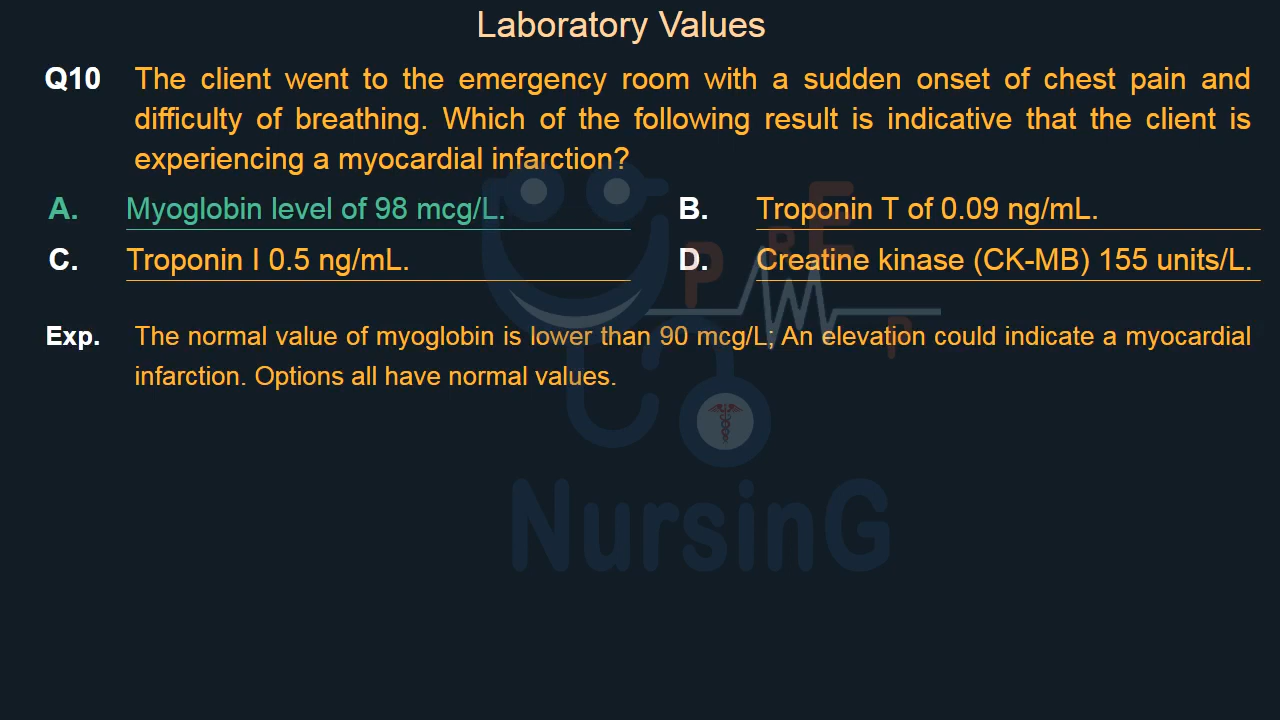 Laboratory Values
Q10 The client went to the emergency room with a sudden onset of chest pain and
difficulty of breathing. Which of the following result is indicative that the client is
experiencing a myocardial infarction?
A. Myoglobin level of 98 mcg/L.
B. Troponin T of 0.09 ng/mL.
C. Troponin I 0.5 ng/mL.
D. Creatine kinase (CK-MB) 155 units/L.
Exp. The normal value of myoglobin is lower than 90 mcg/L; An elevation could indicate a myocardial
infarction. Options all have normal values.
PREP
NursinG